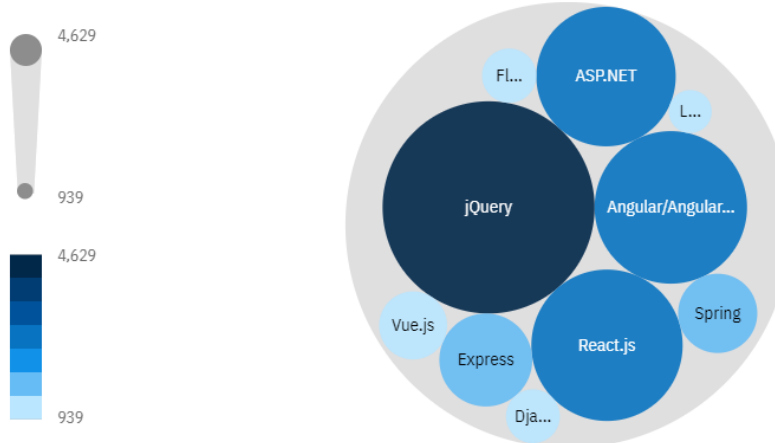 4,629
939
4,629
939
Fl...
ASP.NET
L...
jQuery
Angular/Angular...
Vue.js
Express
React.js
Spring
Dja...